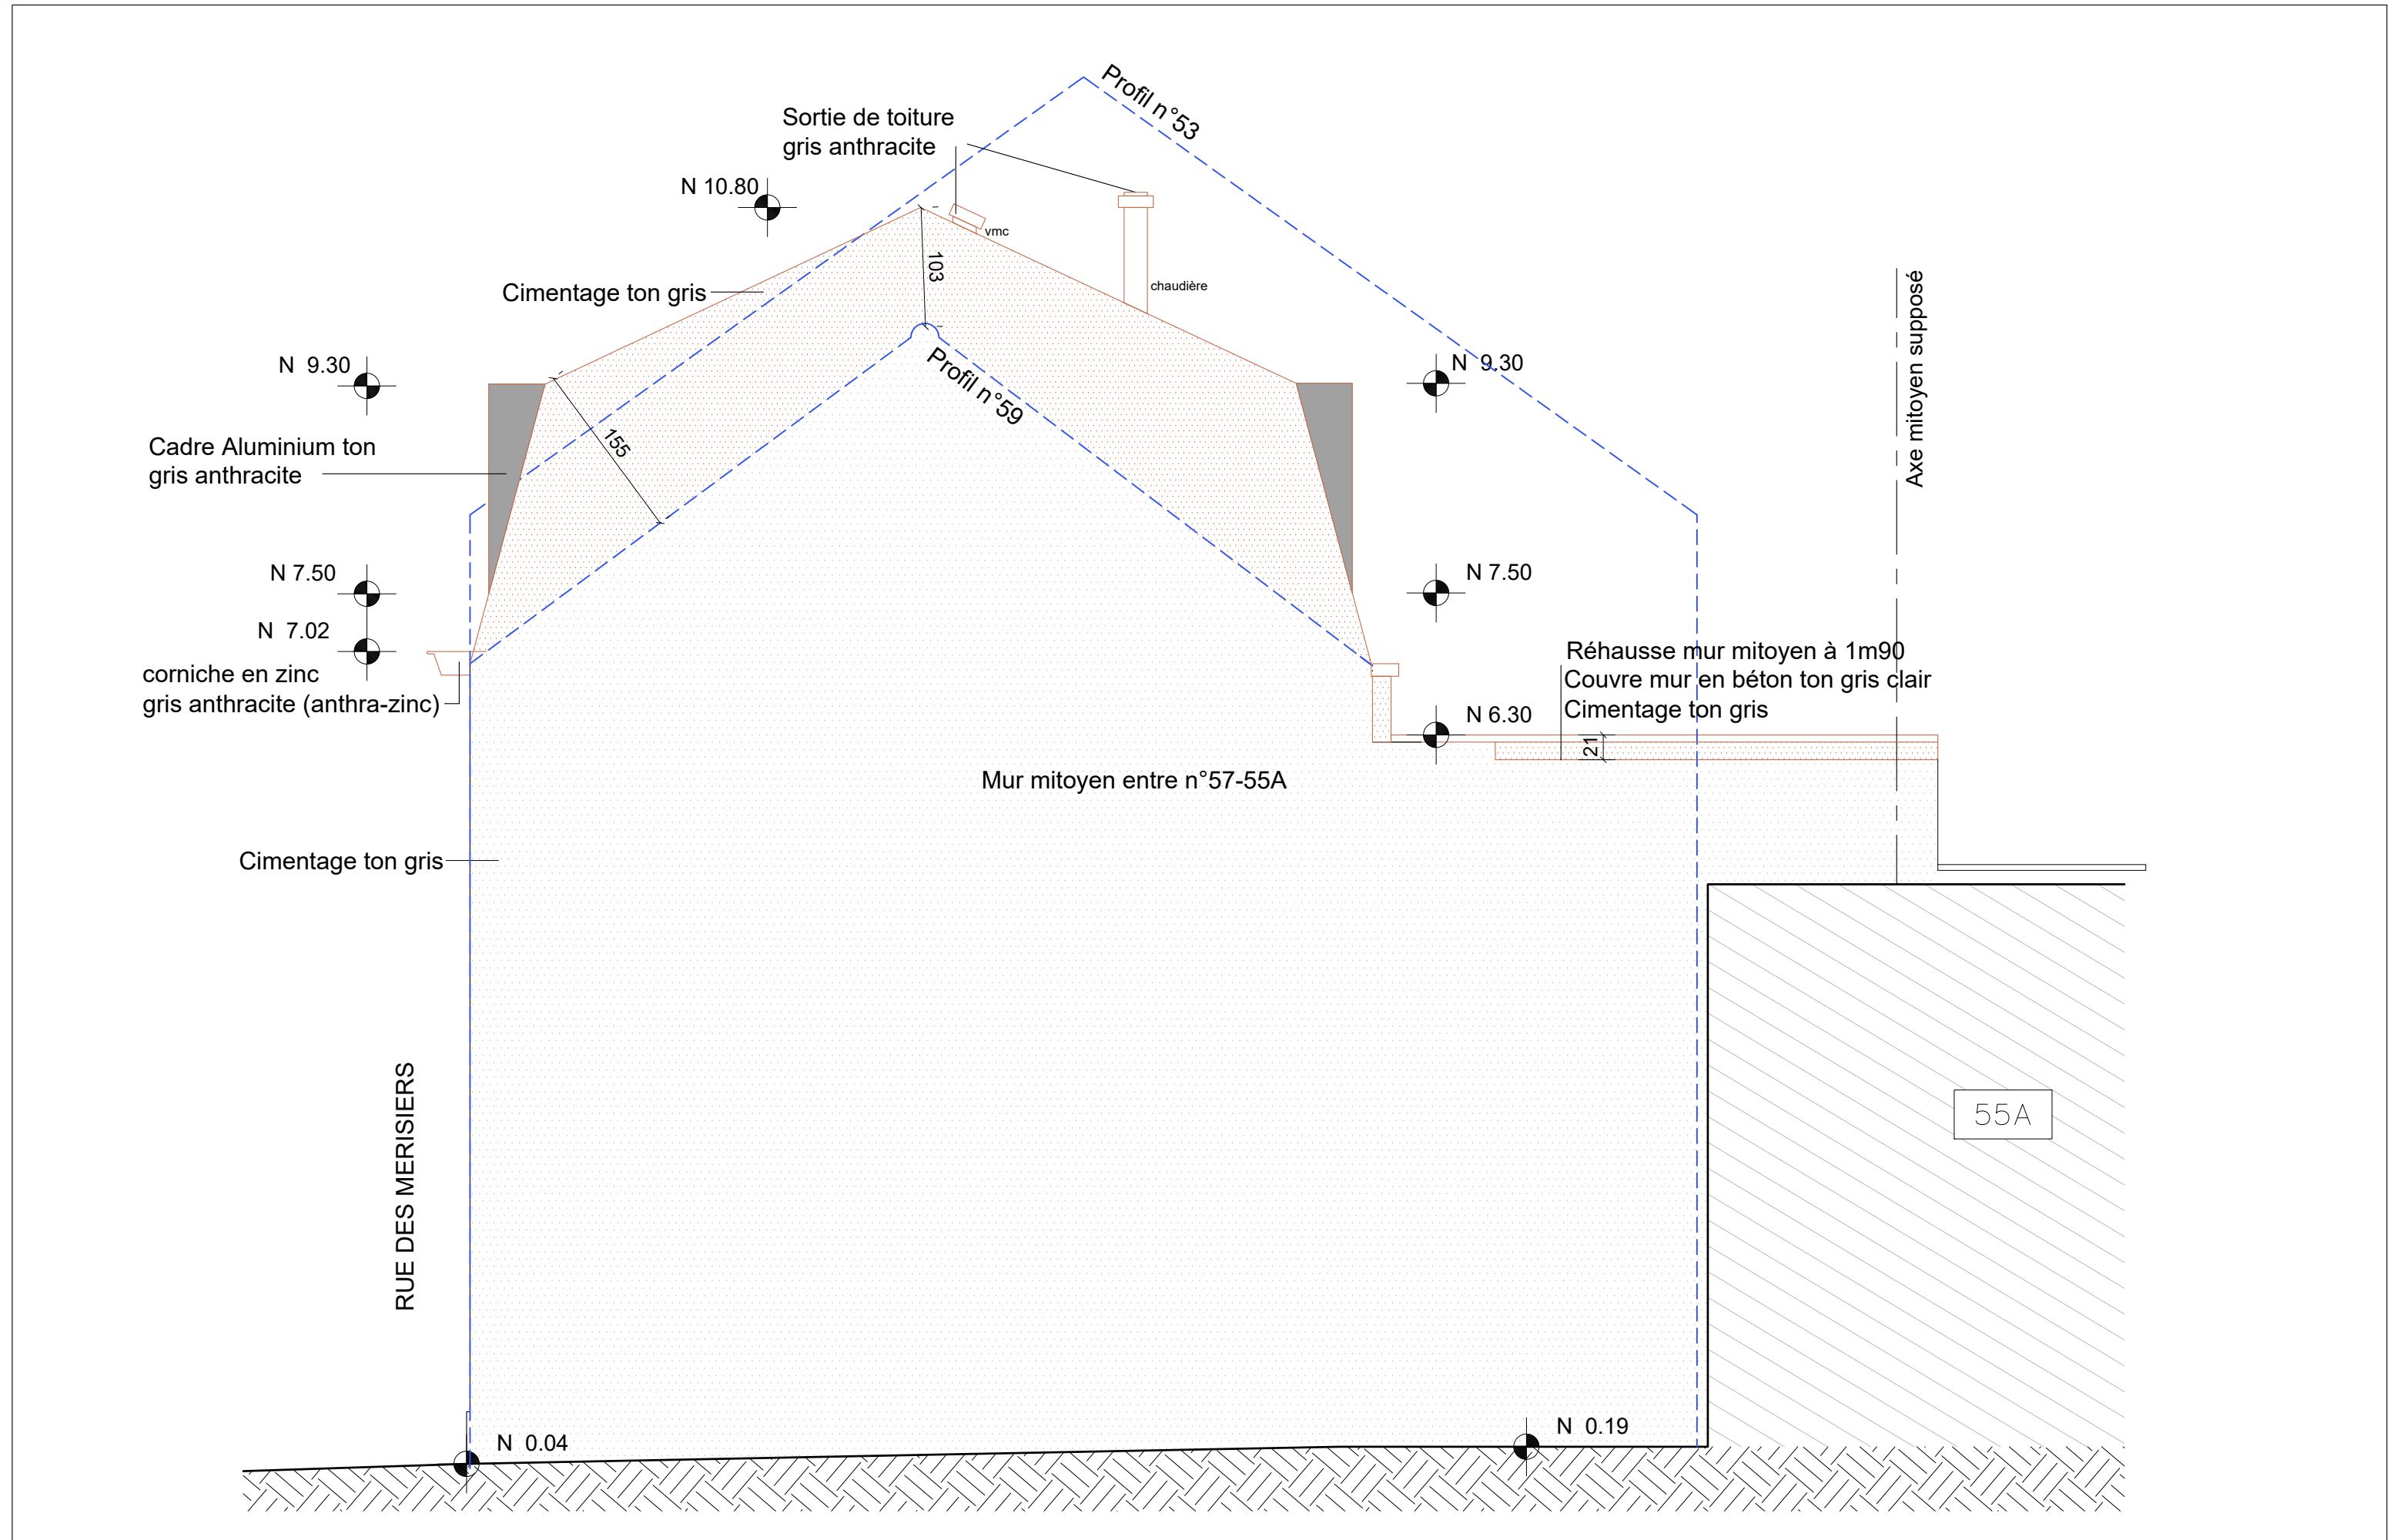 Profil n°53
Sortie de toiture
gris anthracite
N 10.80
vmc
103
chaudière
Cimentage ton gris
Axe mitoyen supposé
N 9.30
N 9.30
Profil n°59
155
Cadre Aluminium ton
gris anthracite
N 7.50
N 7.50
N 7.02
corniche en zinc
gris anthracite (anthra-zinc)
Réhausse mur mitoyen à 1m90
Couvre mur en béton ton gris clair
Cimentage ton gris
N 6.30
21
Mur mitoyen entre n°57-55A
Cimentage ton gris
RUE DES MERISIERS
55A
N 0.04
N 0.19